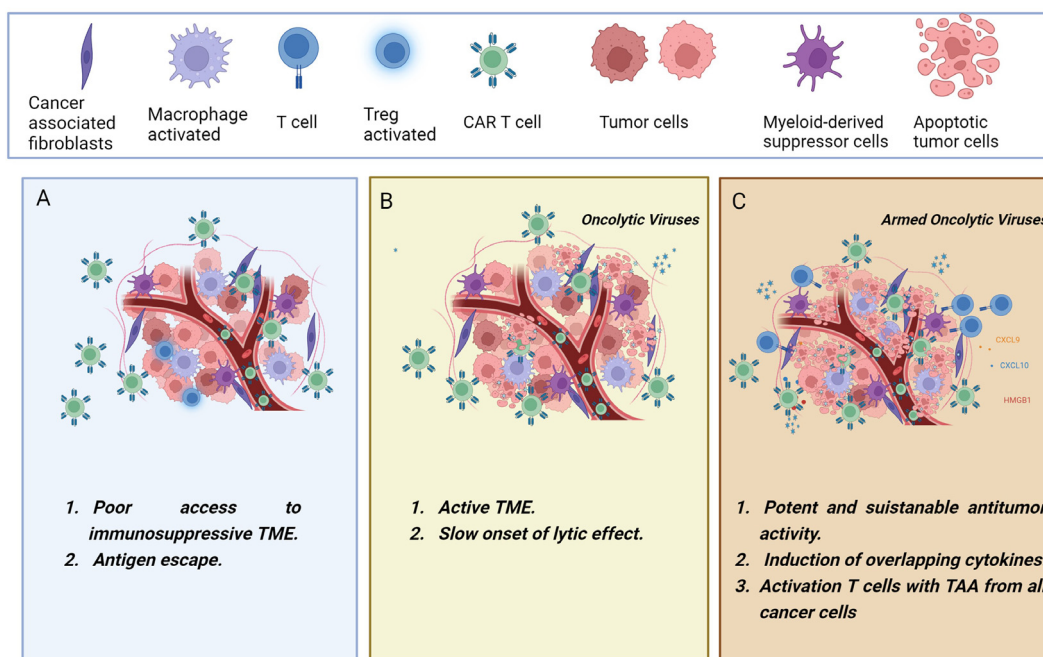 Cancer
associated
fibroblasts
Macrophage
activated
T cell
Treg
activated
CAR T cell
Tumor cells
Myeloid-derived
suppressor cells
Apoptotic
tumor cells
A
1. Poor access to
immunosuppressive TME.
2. Antigen escape.
B
Oncolytic Viruses
1. Active TME.
2. Slow onset of lytic effect.
C
Armed Oncolytic Viruses
CXCL9
CXCL10
HMGB1
1. Potent and suistanable antitumor
activity.
2. Induction of overlapping cytokines
3. Activation T cells with TAA from all
cancer cells